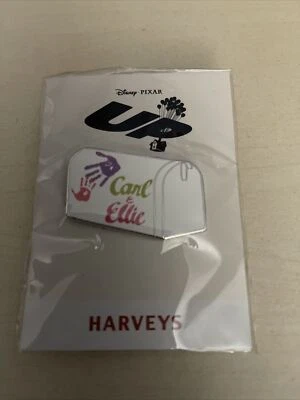 Disney · PIXAR
UP
Carl
&
Ellie
HARVEYS